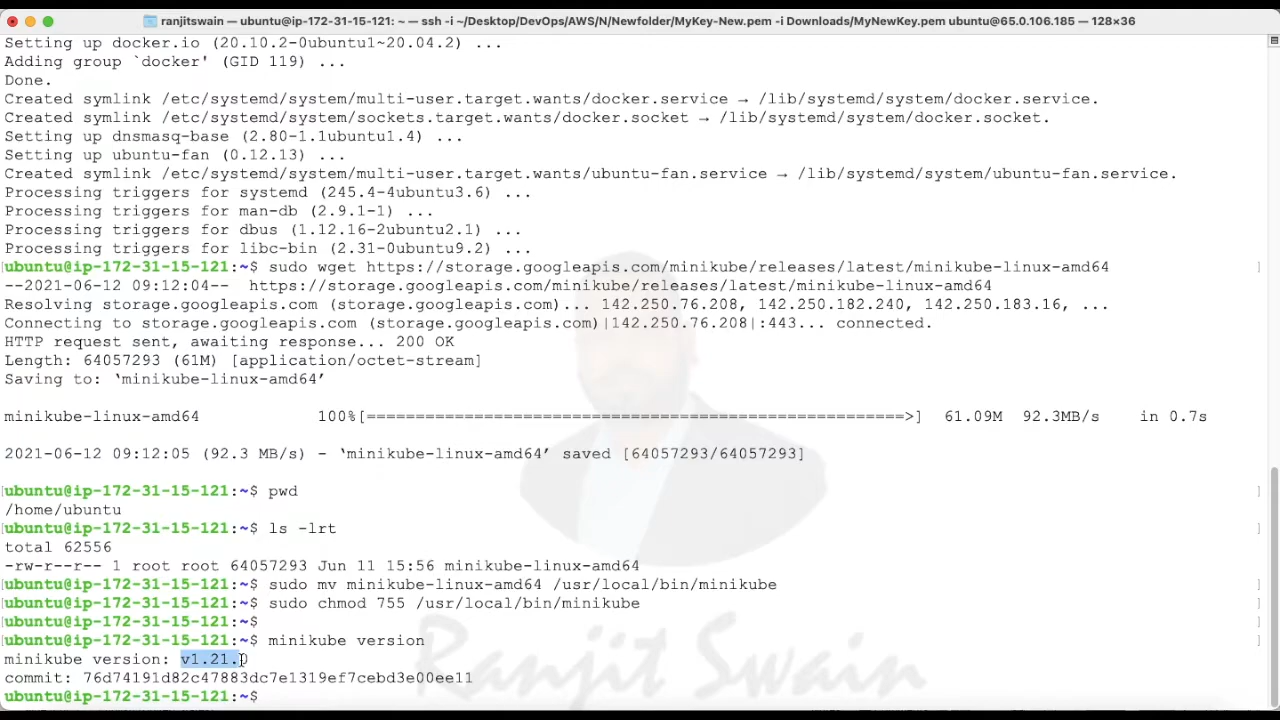 ranjitswain — ubuntu@ip-172-31-15-121: ~ — ssh -i ~/Desktop/DevOps/AWS/N/Newfolder/MyKey-New.pem -i Downloads/MyNewKey.pem ubuntu@65.0.106.185 — 128×36
Setting up docker.io (20.10.2-0ubuntu1~20.04.2) ...
Adding group `docker' (GID 119) ...
Done.
Created symlink /etc/systemd/system/multi-user.target.wants/docker.service → /lib/systemd/system/docker.service.
Created symlink /etc/systemd/system/sockets.target.wants/docker.socket → /lib/systemd/system/docker.socket.
Setting up dnsmasq-base (2.80-1.1ubuntu1.4) ...
Setting up ubuntu-fan (0.12.13) ...
Created symlink /etc/systemd/system/multi-user.target.wants/ubuntu-fan.service → /lib/systemd/system/ubuntu-fan.service.
Processing triggers for systemd (245.4-4ubuntu3.6) ...
Processing triggers for man-db (2.9.1-1) ...
Processing triggers for dbus (1.12.16-2ubuntu2.1) ...
Processing triggers for libc-bin (2.31-0ubuntu9.2) ...
ubuntu@ip-172-31-15-121:~$ sudo wget https://storage.googleapis.com/minikube/releases/latest/minikube-linux-amd64
--2021-06-12 09:12:04--  https://storage.googleapis.com/minikube/releases/latest/minikube-linux-amd64
Resolving storage.googleapis.com (storage.googleapis.com)... 142.250.76.208, 142.250.182.240, 142.250.183.16, ...
Connecting to storage.googleapis.com (storage.googleapis.com)|142.250.76.208|:443... connected.
HTTP request sent, awaiting response... 200 OK
Length: 64057293 (61M) [application/octet-stream]
Saving to: ‘minikube-linux-amd64’
minikube-linux-amd64 100%[=======================================================>] 61.09M 92.3MB/s in 0.7s
2021-06-12 09:12:05 (92.3 MB/s) - ‘minikube-linux-amd64’ saved [64057293/64057293]
ubuntu@ip-172-31-15-121:~$ pwd
/home/ubuntu
ubuntu@ip-172-31-15-121:~$ ls -lrt
total 62556
-rw-r--r-- 1 root root 64057293 Jun 11 15:56 minikube-linux-amd64
ubuntu@ip-172-31-15-121:~$ sudo mv minikube-linux-amd64 /usr/local/bin/minikube
ubuntu@ip-172-31-15-121:~$ sudo chmod 755 /usr/local/bin/minikube
ubuntu@ip-172-31-15-121:~$
ubuntu@ip-172-31-15-121:~$ minikube version
minikube version: v1.21.0
commit: 76d74191d82c47883dc7e1319ef7cebd3e00ee11
ubuntu@ip-172-31-15-121:~$
Ranjit Swain